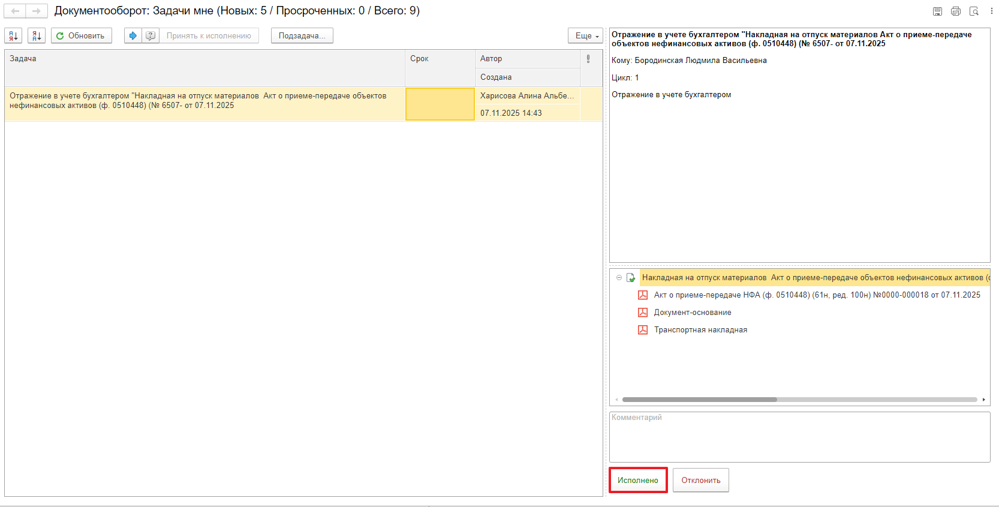 Документооборот: Задачи мне (Новых: 5 / Просроченных: 0 / Всего: 9)
Обновить
Принять к исполнению
Подзадача...
Еще
Задача
Срок
Автор
Создана
Отражение в учете бухгалтером "Накладная на отпуск материалов  Акт о приеме-передаче объектов
нефинансовых активов (ф. 0510448) (№ 6507- от 07.11.2025
Харисова Алина Альбе...
07.11.2025 14:43
Отражение в учете бухгалтером "Накладная на отпуск материалов Акт о приеме-передаче
объектов нефинансовых активов (ф. 0510448) (№ 6507- от 07.11.2025
Кому: Бородинская Людмила Васильевна
Цикл: 1
Отражение в учете бухгалтером
Накладная на отпуск материалов  Акт о приеме-передаче объектов нефинансовых активов (
Акт о приеме-передаче НФА (ф. 0510448) (61н, ред. 100н) №0000-000018 от 07.11.2025
Документ-основание
Транспортная накладная
Комментарий
Исполнено
Отклонить